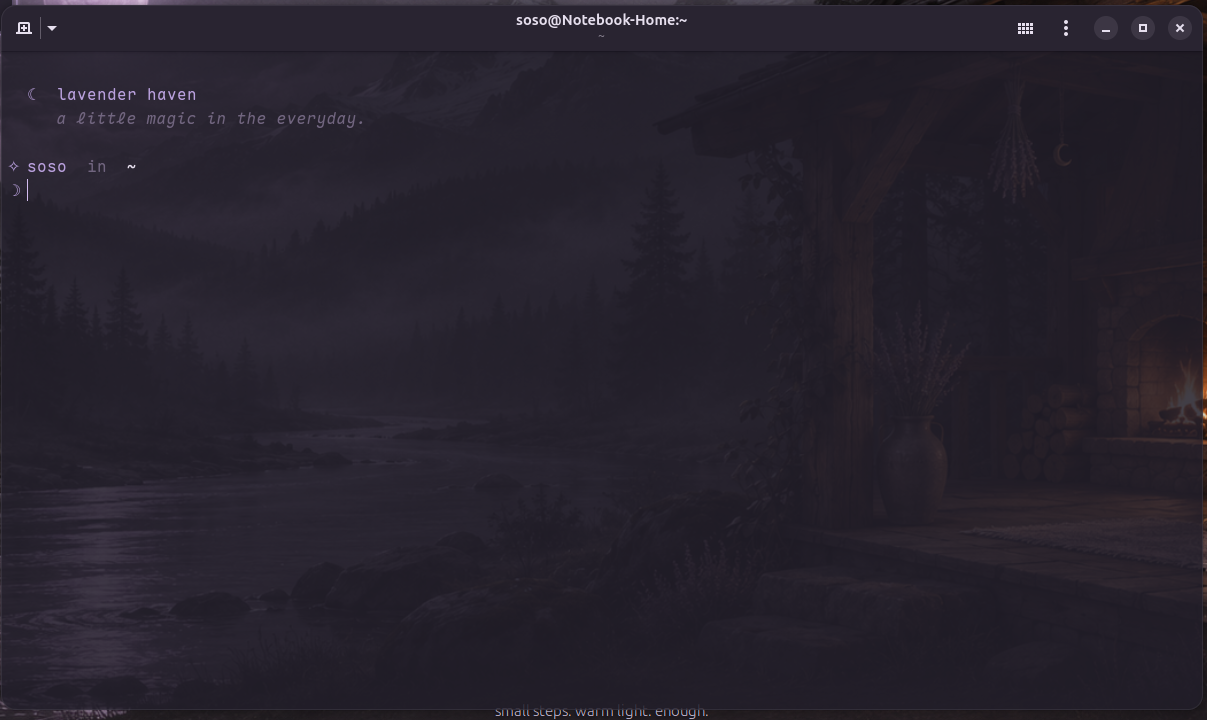 soso@Notebook-Home:~
~
☾ lavender haven
a little magic in the everyday.
✧ soso in ~
☽
small steps. warm light. enough.